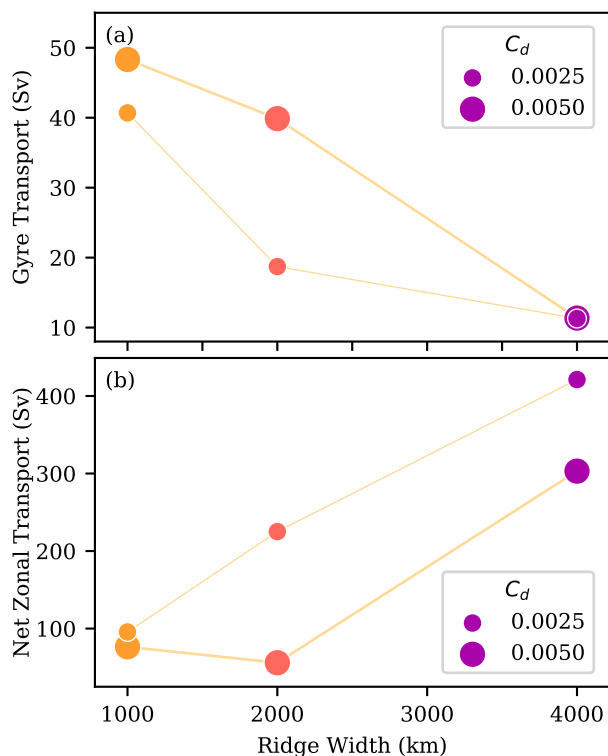 (a)
C_d
0.0025
0.0050
50
40
30
20
10
Gyre Transport (Sv)
(b)
400
300
200
100
Net Zonal Transport (Sv)
C_d
0.0025
0.0050
1000 2000 3000 4000
Ridge Width (km)